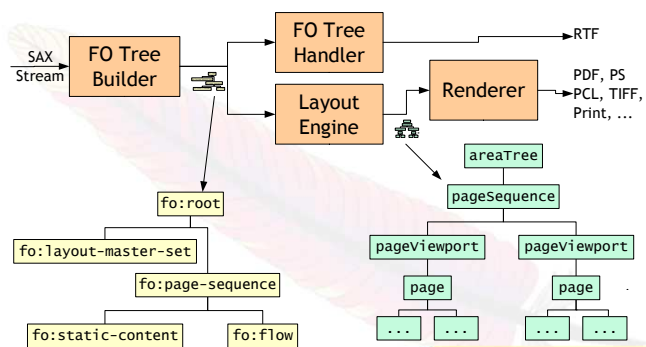 SAX
Stream
FO Tree
Builder
FO Tree
Handler
RTF
Layout
Engine
Renderer
PDF, PS
PCL, TIFF,
Print, ...
areaTree
pageSequence
fo:root
fo:layout-master-set
pageViewport
pageViewport
fo:page-sequence
page
page
fo:static-content
fo:flow
...
...
...
...